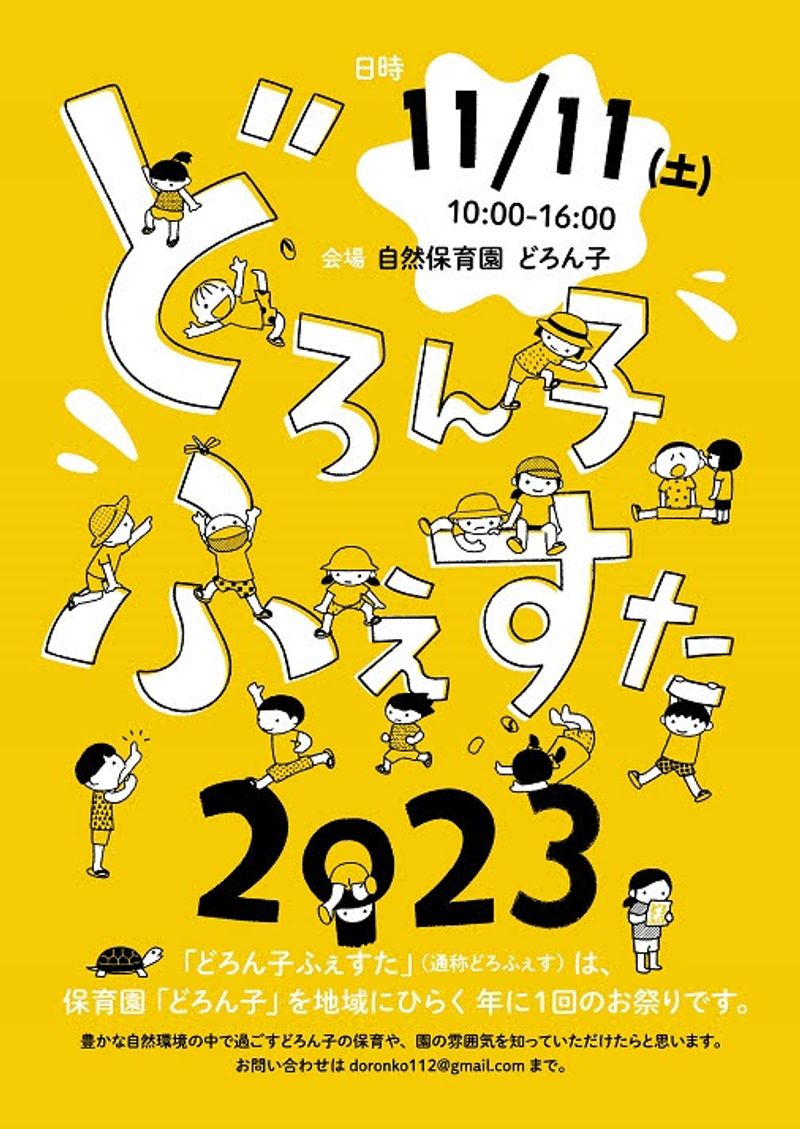 日時
11/11(土)
10:00-16:00
会場 自然保育園 どろん子
どろん子
ふぇすた
2023
「どろん子ふぇすた」(通称どろふぇす)は、
保育園「どろん子」を地域にひらく年に1回のお祭りです。
豊かな自然環境の中で過ごすどろん子の保育や、園の雰囲気を知っていただけたらと思います。
お問い合わせは doronko112@gmail.com まで。